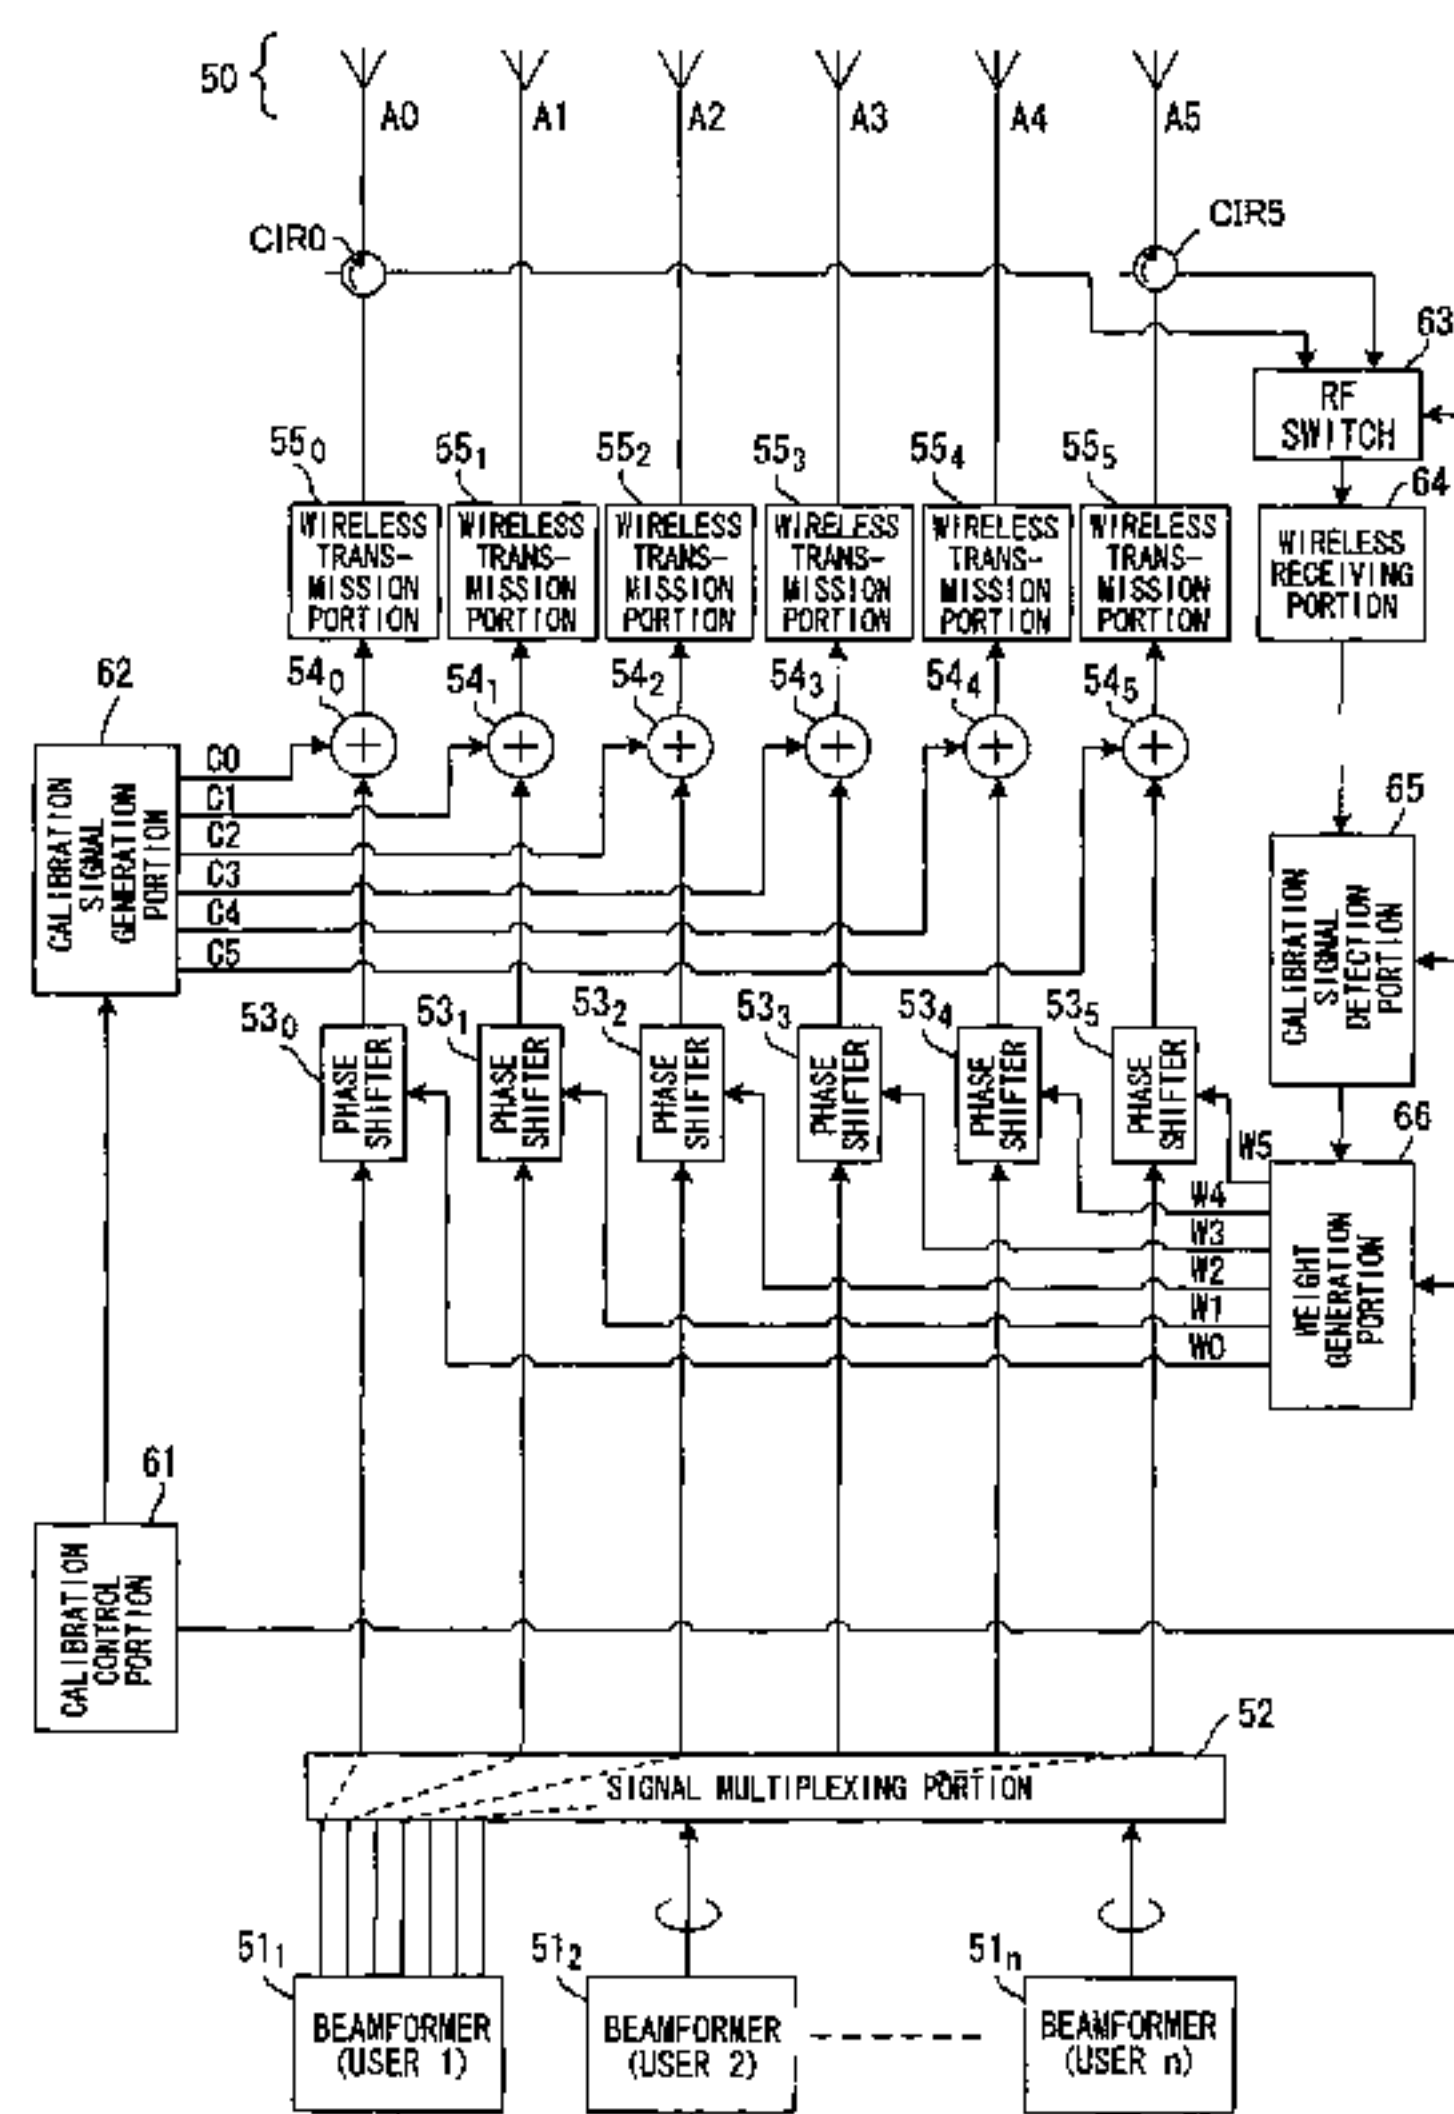 50
A0 A1 A2 A3 A4 A5
CIR0
CIR5
63
RF
SWITCH
55₀ 55₁ 55₂ 55₃ 55₄ 55₅
64
WIRELESS
TRANS-
MISSION
PORTION
WIRELESS
TRANS-
MISSION
PORTION
WIRELESS
TRANS-
MISSION
PORTION
WIRELESS
TRANS-
MISSION
PORTION
WIRELESS
TRANS-
MISSION
PORTION
WIRELESS
TRANS-
MISSION
PORTION
WIRELESS
RECEIVING
PORTION
62
54₀ 54₁ 54₂ 54₃ 54₄ 54₅
+ + + + + +
CALIBRATION
SIGNAL
GENERATION
PORTION
C0
C1
C2
C3
C4
C5
65
CALIBRATION
SIGNAL
DETECTION
PORTION
53₀ 53₁ 53₂ 53₃ 53₄ 53₅
PHASE
SHIFTER
PHASE
SHIFTER
PHASE
SHIFTER
PHASE
SHIFTER
PHASE
SHIFTER
PHASE
SHIFTER
66
W5
W4
W3
W2
W1
W0
WEIGHT
GENERATION
PORTION
61
CALIBRATION
CONTROL
PORTION
52
SIGNAL MULTIPLEXING PORTION
51₁ 51₂ 51ₙ
BEAMFORMER
(USER 1)
BEAMFORMER
(USER 2)
BEAMFORMER
(USER n)